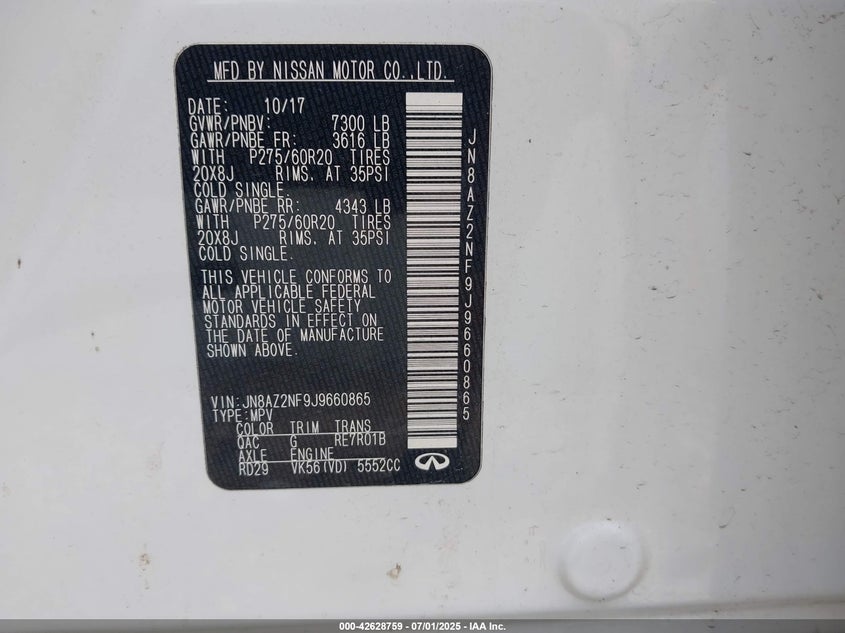 MFD BY NISSAN MOTOR CO.,LTD.
DATE: 10/17
GVWR/PNBV: 7300 LB
GAWR/PNBE FR: 3616 LB
WITH P275/60R20 TIRES
20X8J RIMS. AT 35PSI
COLD SINGLE.
GAWR/PNBE RR: 4343 LB
WITH P275/60R20 TIRES
20X8J RIMS. AT 35PSI
COLD SINGLE.
THIS VEHICLE CONFORMS TO
ALL APPLICABLE FEDERAL
MOTOR VEHICLE SAFETY
STANDARDS IN EFFECT ON
THE DATE OF MANUFACTURE
SHOWN ABOVE.
VIN:JN8AZ2NF9J9660865
TYPE:MPV
COLOR TRIM TRANS
QAC G RE7R01B
AXLE ENGINE
RD29 VK56(VD) 5552CC
JN8AZ2NF9J9660865
000-42628759 - 07/01/2025 - IAA Inc.